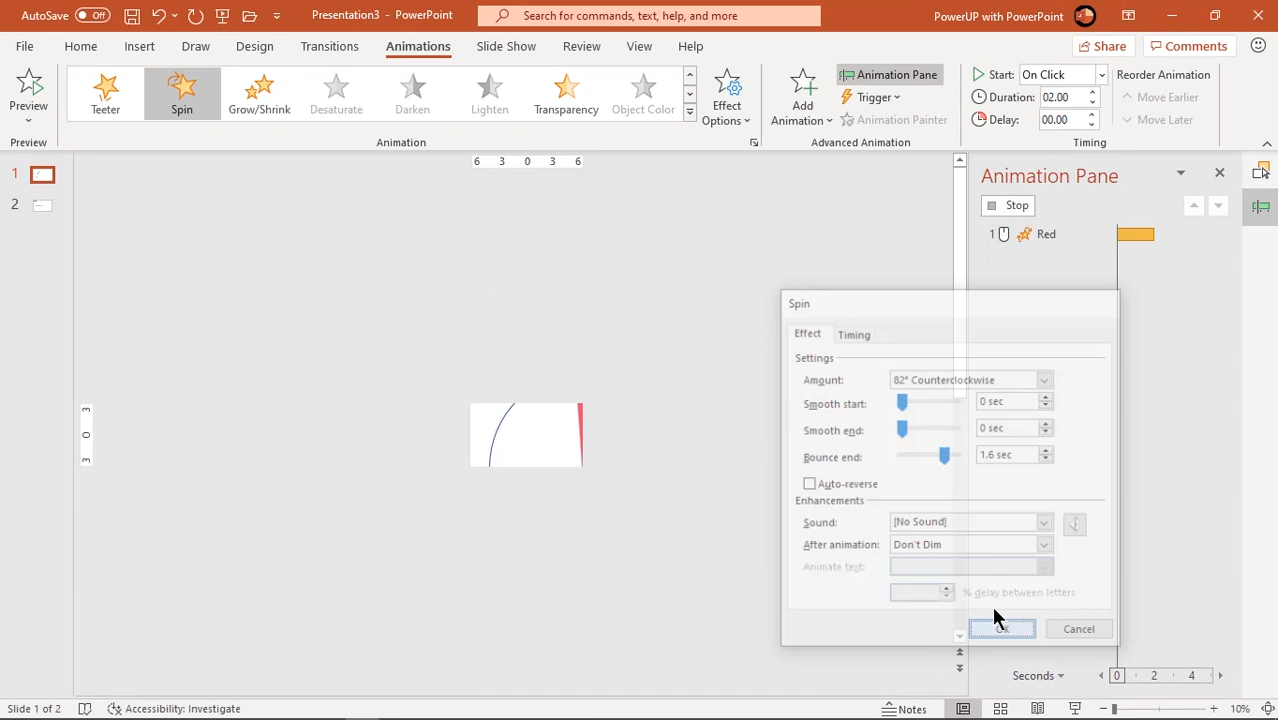 AutoSave Off Presentation3 - PowerPoint Search for commands, text, help, and more PowerUP with PowerPoint
File Home Insert Draw Design Transitions Animations Slide Show Review View Help Share Comments
Preview
Teeter Spin Grow/Shrink Desaturate Darken Lighten Transparency Object Color
Effect Options
Add Animation
Animation Pane
Trigger
Animation Painter
Start: On Click
Duration: 02.00
Delay: 00.00
Reorder Animation
Move Earlier
Move Later
Preview Animation Advanced Animation Timing
6 3 0 3 6
1
2
3 0 3
Animation Pane
Stop
1 Red
Spin
Effect Timing
Settings
Amount: 82° Counterclockwise
Smooth start: 0 sec
Smooth end: 0 sec
Bounce end: 1.6 sec
Auto-reverse
Enhancements
Sound: [No Sound]
After animation: Don't Dim
Animate text:
% delay between letters
OK Cancel
Seconds 0 2 4
Slide 1 of 2 Accessibility: Investigate Notes 10%